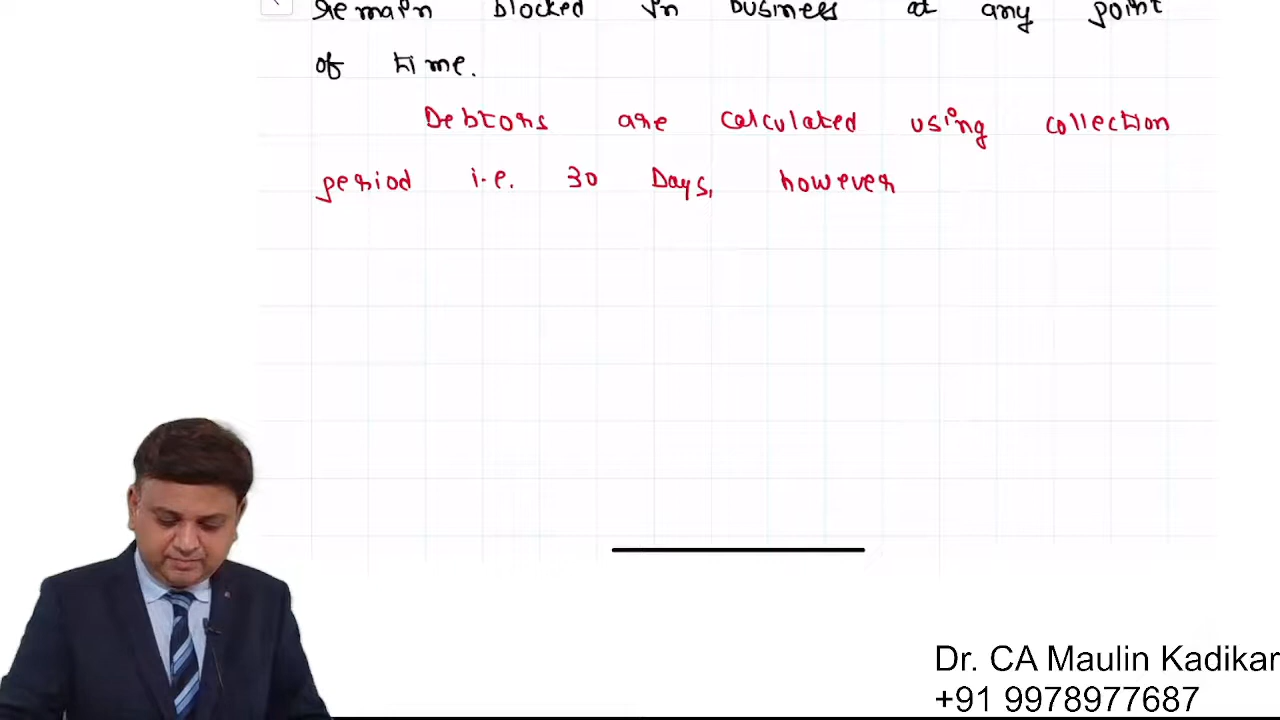 remain blocked in business at any point
of time.
Debtors are calculated using collection
period i.e. 30 Days, however
Dr. CA Maulin Kadikar
+91 9978977687